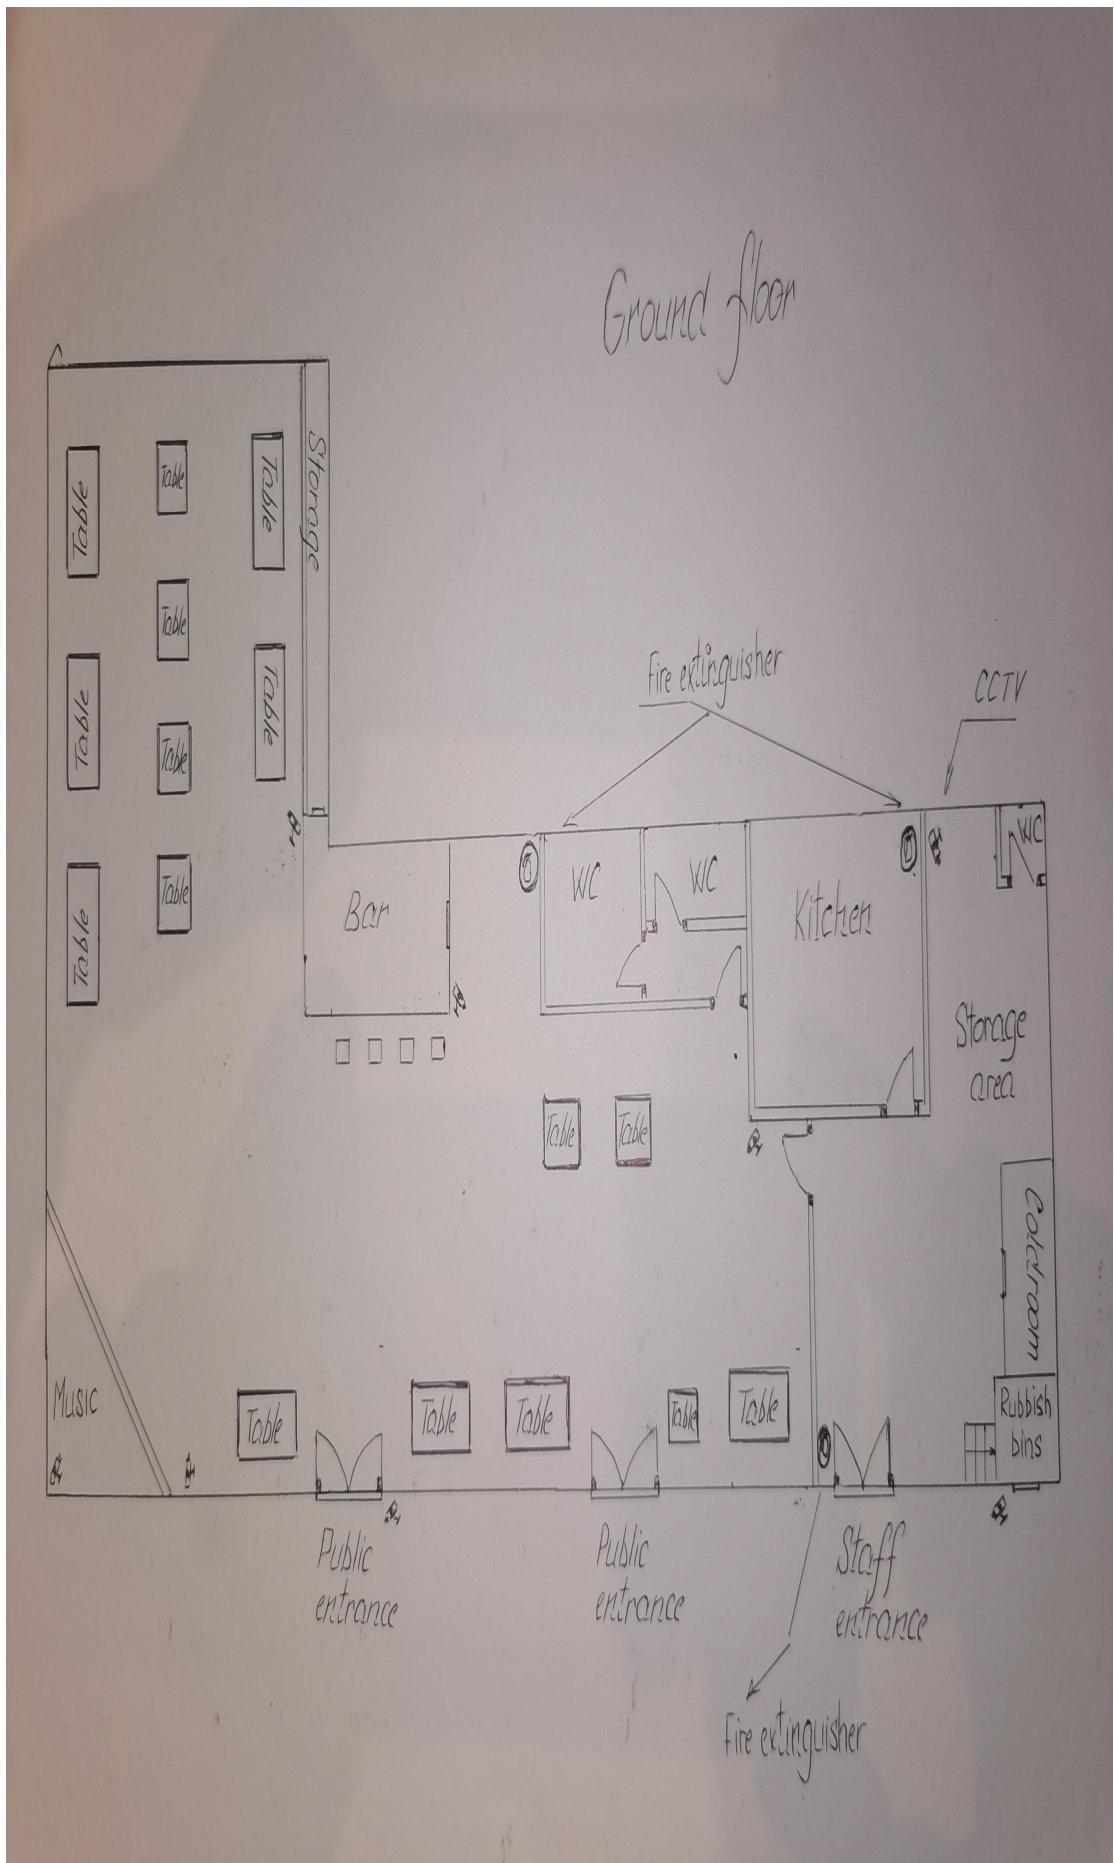 Ground floor
Storage
Table
Table
Table
Table
Table
Table
Table
Table
Table
Fire extinguisher
CCTV
Bar
WC
WC
Kitchen
WC
Storage
area
Table
Table
Coldroom
Music
Table
Table
Table
Table
Table
Rubbish
bins
Public
entrance
Public
entrance
Staff
entrance
Fire extinguisher